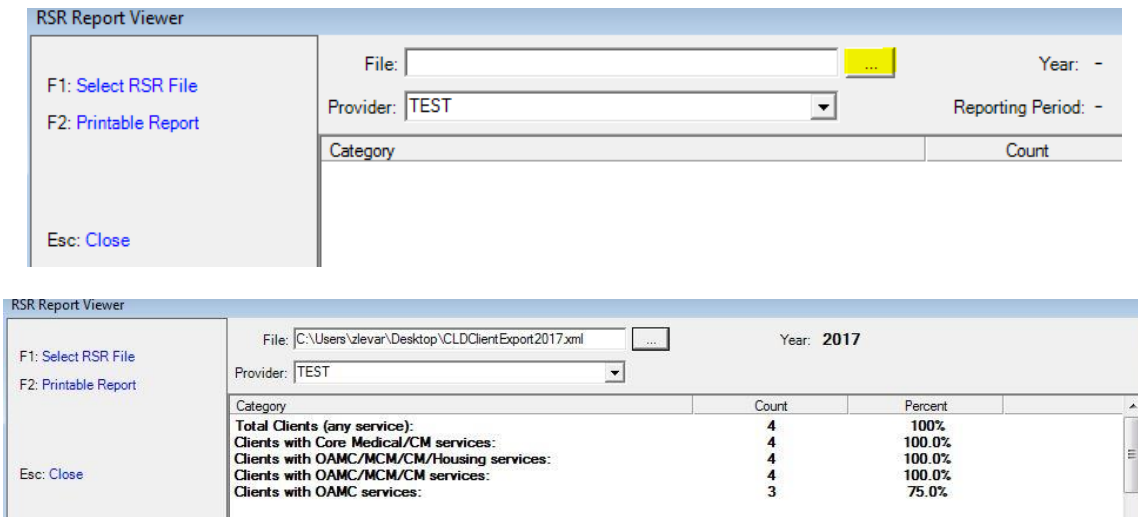 RSR Report Viewer
File: ... Year: -
F1: Select RSR File
Provider: TEST Reporting Period: -
F2: Printable Report
Category Count
Esc: Close
RSR Report Viewer
File: C:\Users\zlevar\Desktop\CLDClientExport2017.xml ... Year: 2017
F1: Select RSR File
Provider: TEST
F2: Printable Report
Category Count Percent
Total Clients (any service): 4 100%
Clients with Core Medical/CM services: 4 100.0%
Clients with OAMC/MCM/CM/Housing services: 4 100.0%
Clients with OAMC/MCM/CM services: 4 100.0%
Esc: Close
Clients with OAMC services: 3 75.0%